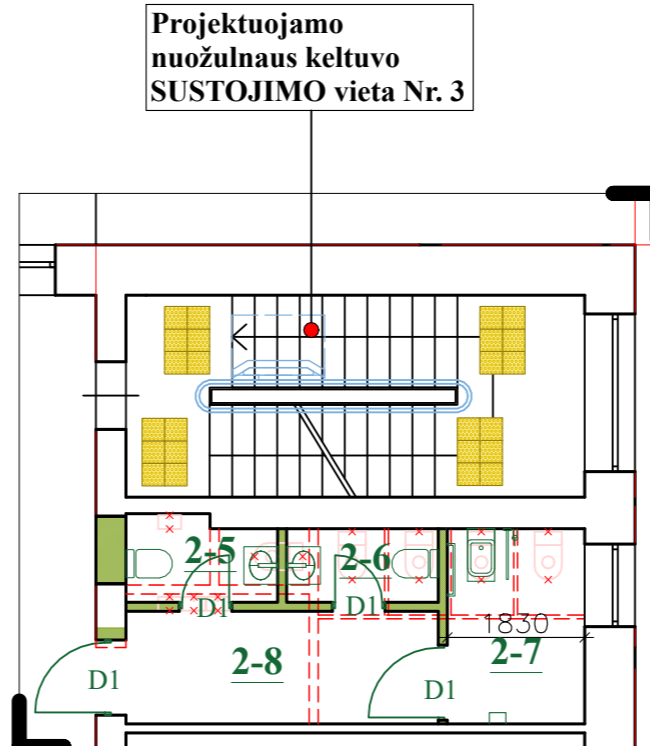 Projektuojamo
nuožulnaus keltuvo
SUSTOJIMO vieta Nr. 3
2-5
2-6
D1
D1
1830
2-8
2-7
D1
D1